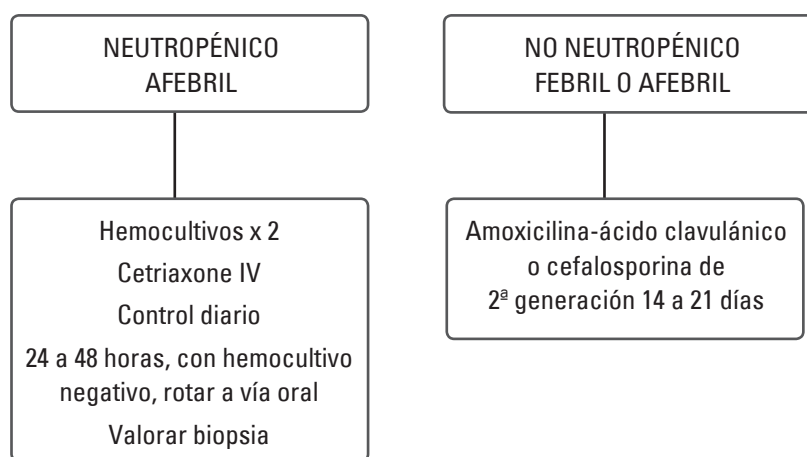 NEUTROPÉNICO
AFEBRIL
NO NEUTROPÉNICO
FEBRIL O AFEBRIL
Hemocultivos x 2
Cetriaxone IV
Control diario
24 a 48 horas, con hemocultivo
negativo, rotar a vía oral
Valorar biopsia
Amoxicilina-ácido clavulánico
o cefalosporina de
2ª generación 14 a 21 días